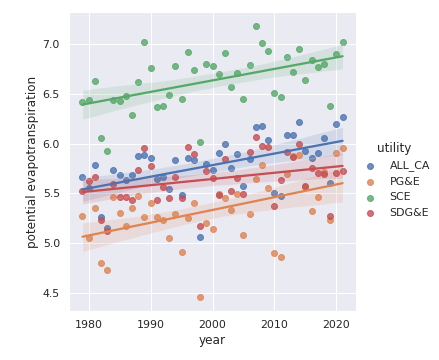 7.0
6.5
6.0
5.5
5.0
4.5
potential evapotranspiration
1980
1990
2000
2010
2020
year
utility
ALL_CA
PG&E
SCE
SDG&E